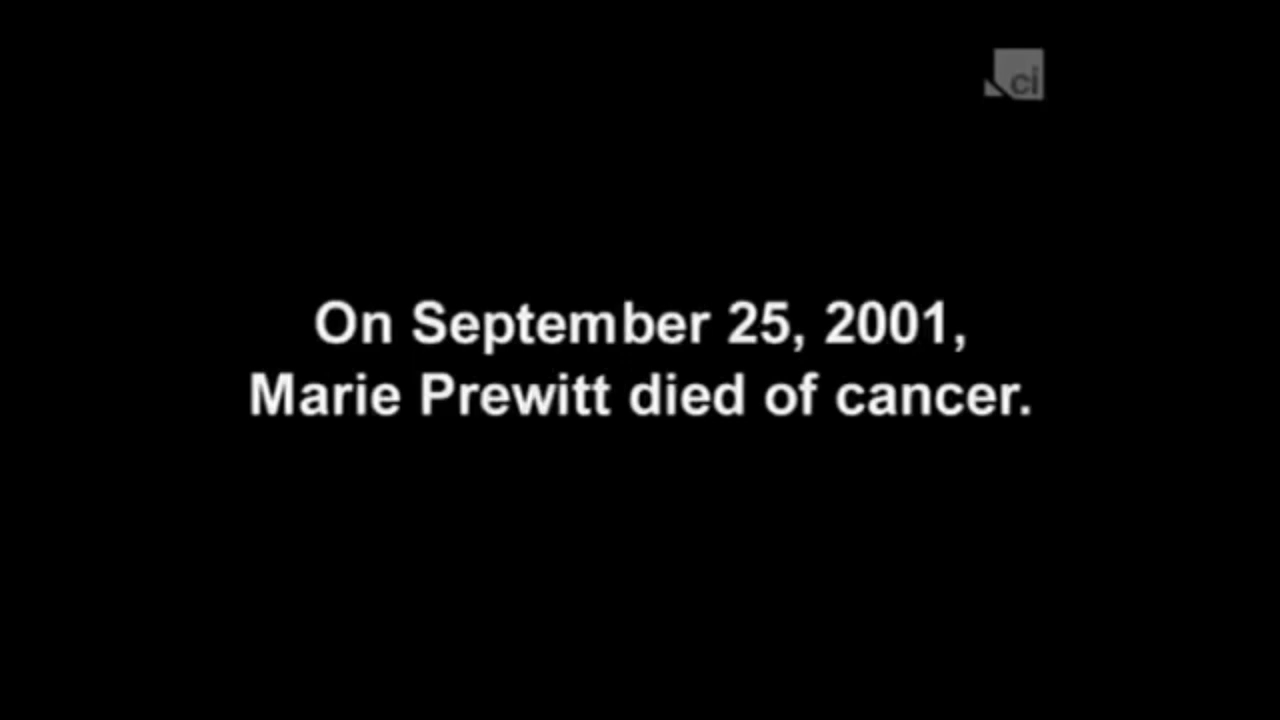 ci
On September 25, 2001,
Marie Prewitt died of cancer.